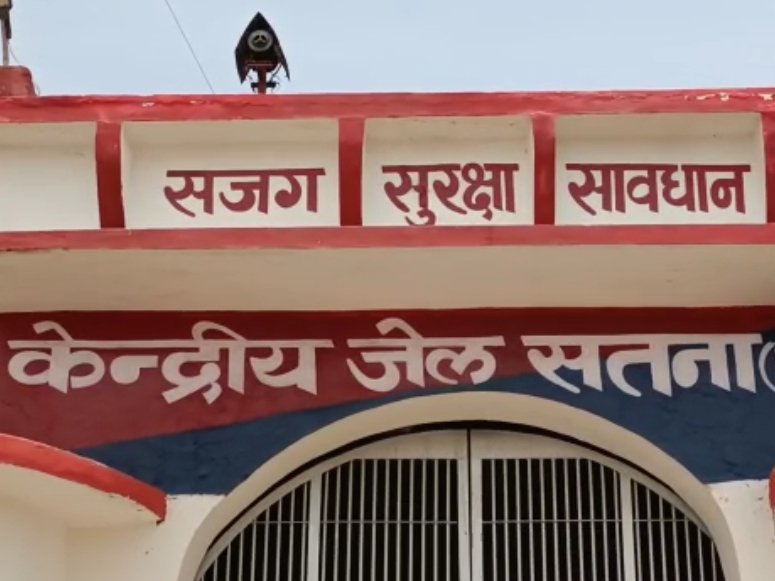 सजग सुरक्षा सावधान
केन्द्रीय जेल सतना